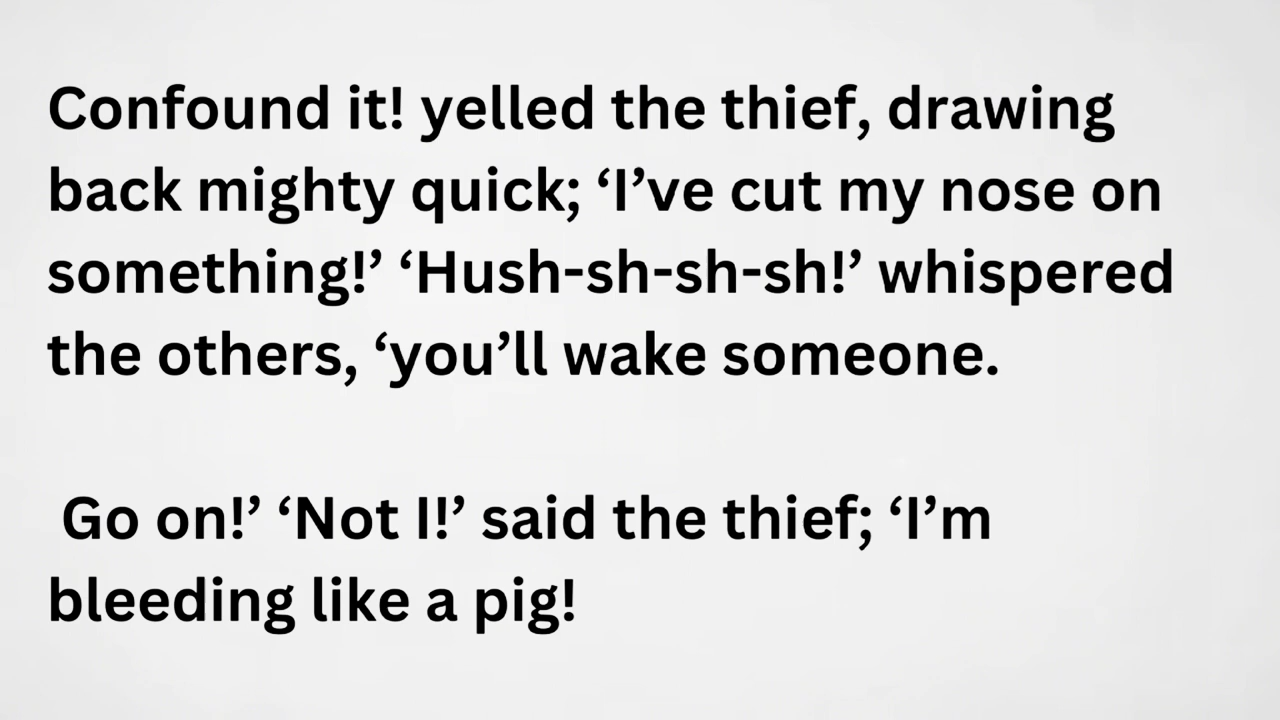 Confound it! yelled the thief, drawing
back mighty quick; ‘I’ve cut my nose on
something!’ ‘Hush-sh-sh-sh!’ whispered
the others, ‘you’ll wake someone.
Go on!’ ‘Not I!’ said the thief; ‘I’m
bleeding like a pig!